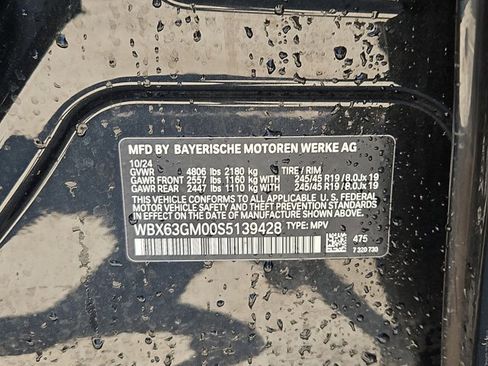 MFD BY BAYERISCHE MOTOREN WERKE AG
10/24
GVWR 4806 lbs 2180 kg TIRE / RIM
GAWR FRONT 2557 lbs 1160 kg WITH 245/45 R19 / 8.0Jx 19
GAWR REAR 2447 lbs 1110 kg WITH 245/45 R19 / 8.0Jx 19
THIS VEHICLE CONFORMS TO ALL APPLICABLE U. S. FEDERAL
MOTOR VEHICLE SAFETY AND THEFT PREVENTION STANDARDS
IN EFFECT ON THE DATE OF MANUFACTURE SHOWN ABOVE.
WBX63GM00S5139428 TYPE: MPV
475
7 320 730